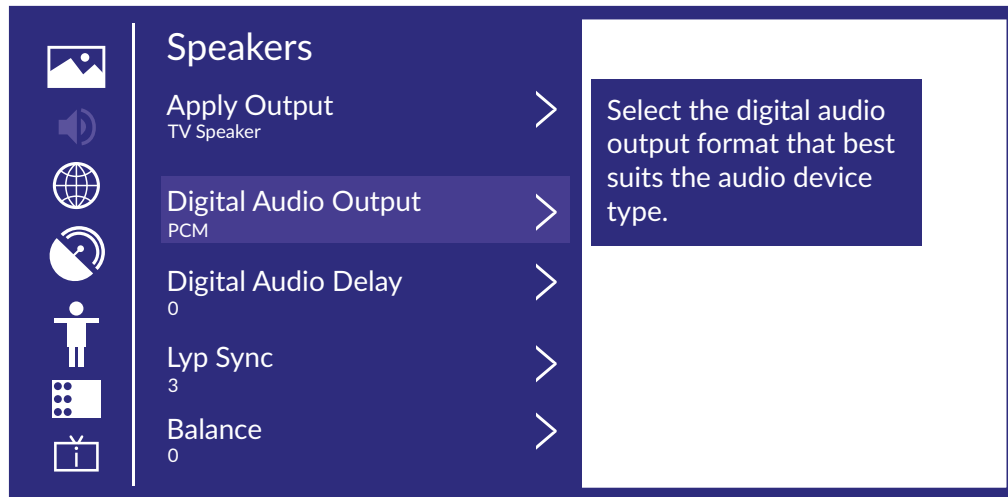 Speakers
Apply Output
TV Speaker
Digital Audio Output
PCM
Digital Audio Delay
0
Lyp Sync
3
Balance
0
Select the digital audio
output format that best
suits the audio device
type.
i